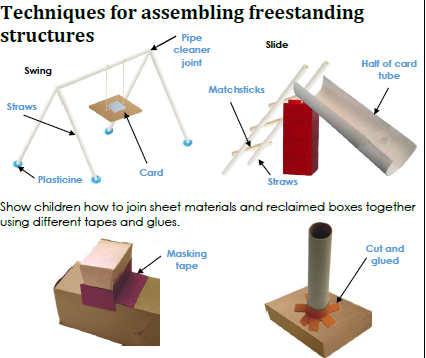 Techniques for assembling freestanding
structures
Pipe
cleaner
joint
Slide
Swing
Half of card
tube
Matchsticks
Straws
Card
Plasticine
Straws
Show children how to join sheet materials and reclaimed boxes together
using different tapes and glues.
Masking
tape
Cut and
glued